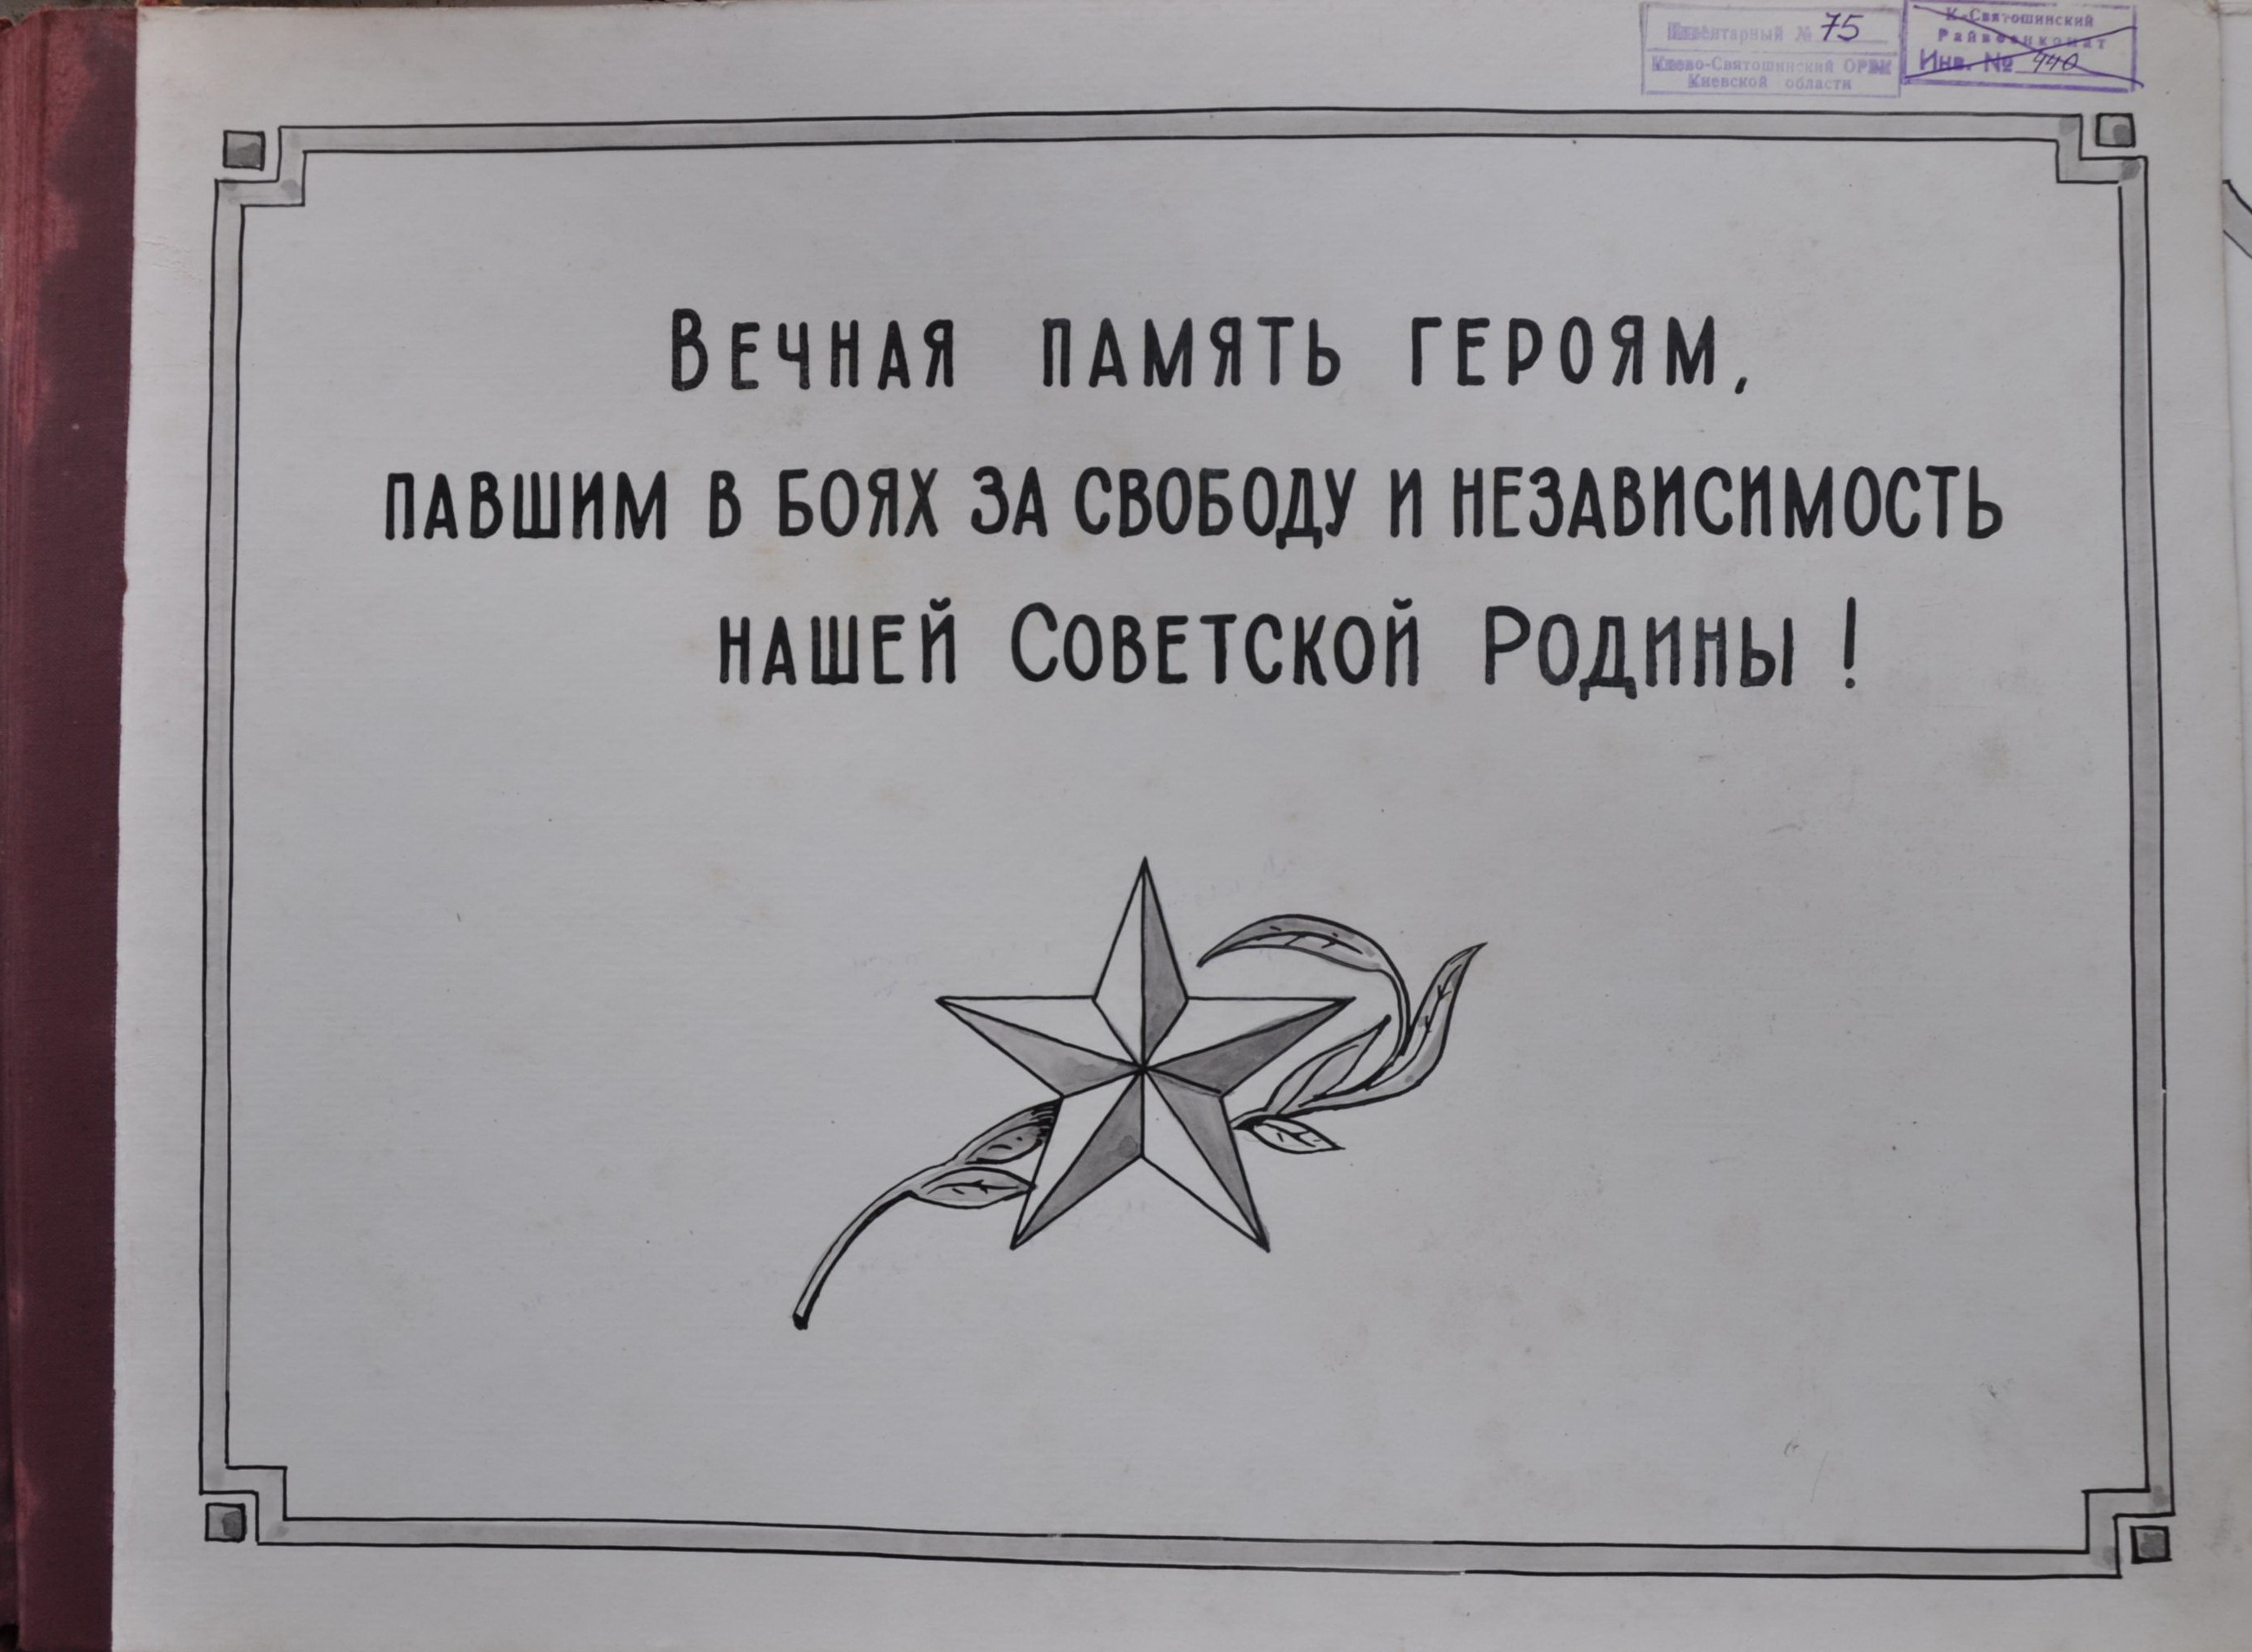 Инвентарный № 75
Киево-Святошинский ОРВК
Киевской области
К-Святошинский
Райвоенкомат
Инв. № 440
Вечная память героям,
павшим в боях за свободу и независимость
нашей Советской Родины !